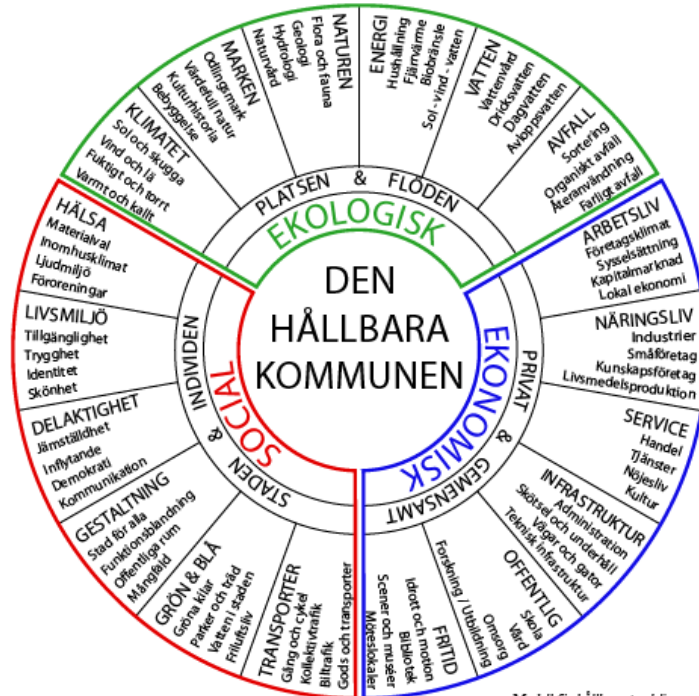 DEN
HÅLLBARA
KOMMUNEN
EKOLOGISK
PLATSEN & FLÖDEN
KLIMATET
Sol och skugga
Vind och lä
Fuktigt och torrt
Varmt och kallt
MARKEN
Odlingsmark
Värdefull natur
Kulturhistoria
Bebyggelse
NATUREN
Flora och fauna
Geologi
Hydrologi
Naturvård
ENERGI
Hushållning
Fjärrvärme
Biobränsle
Sol - vind - vatten
VATTEN
Vattenvård
Dricksvatten
Dagvatten
Avloppsvatten
AVFALL
Sortering
Organiskt avfall
Återanvändning
Farligt avfall
EKONOMISK
PRIVAT & GEMENSAMT
ARBETSLIV
Företagsklimat
Sysselsättning
Kapitalmarknad
Lokal ekonomi
NÄRINGSLIV
Industrier
Småföretag
Kunskapsföretag
Livsmedelsproduktion
SERVICE
Handel
Tjänster
Nöjesliv
Kultur
INFRASTRUKTUR
Administration
Skötsel och underhåll
Vägar och gator
Teknisk infrastruktur
OFFENTLIG
Skola
Vård
Omsorg
Forskning / Utbildning
FRITID
Idrott och motion
Bibliotek
Scener och muséer
Möteslokaler
SOCIAL
STADEN & INDIVIDEN
TRANSPORTER
Gång och cykel
Kollektivtrafik
Biltrafik
Gods och transporter
GRÖN & BLÅ
Gröna kilar
Parker och träd
Vatten i staden
Friluftsliv
GESTALTNING
Stad för alla
Funktionsblandning
Offentliga rum
Mångfald
DELAKTIGHET
Jämställdhet
Inflytande
Demokrati
Kommunikation
LIVSMILJÖ
Tillgänglighet
Trygghet
Identitet
Skönhet
HÄLSA
Materialval
Inomhusklimat
Ljudmiljö
Föroreningar